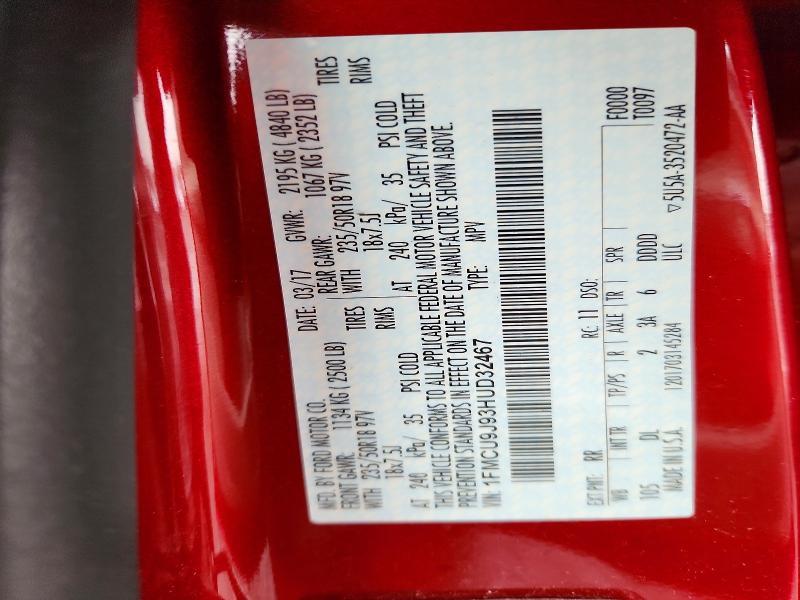 MFD. BY FORD MOTOR CO.
DATE: 03/17 GVWR: 2195 KG ( 4840 LB)
FRONT GAWR: 1134 KG ( 2500 LB) REAR GAWR: 1067 KG ( 2352 LB)
WITH 235/50R18 97V TIRES WITH 235/50R18 97V TIRES
18x7.5J RIMS 18x7.5J RIMS
AT 240 kPa/ 35 PSI COLD AT 240 kPa/ 35 PSI COLD
THIS VEHICLE CONFORMS TO ALL APPLICABLE FEDERAL MOTOR VEHICLE SAFETY AND THEFT
PREVENTION STANDARDS IN EFFECT ON THE DATE OF MANUFACTURE SHOWN ABOVE.
VIN: 1FMCU9J93HUD32467 TYPE: MPV
EXT PNT: RR RC: 11 DSO:
WB INT TR TP/PS R AXLE TR SPR F0000
105 DL 2 3A 6 DDDD T0097
MADE IN U.S.A. 1201703145284 ULC ▽5U5A-3520472-AA